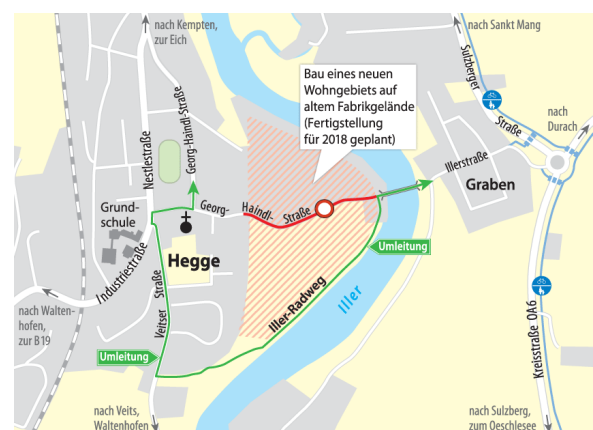 nach Kempten,
zur Eich
nach Sankt Mang
Sulzberger
Straße
nach
Durach
Bau eines neuen
Wohngebiets auf
altem Fabrikgelände
(Fertigstellung
für 2018 geplant)
Nestlestraße
Georg-Haindl-Straße
Illerstraße
Graben
Georg-
Haindl-
Straße
Grund-
schule
Hegge
Umleitung
Industriestraße
Veitser Straße
Iller-Radweg
Iller
nach Walten-
hofen,
zur B 19
Umleitung
Kreisstraße OA6
nach Veits,
Waltenhofen
nach Sulzberg,
zum Oeschlesee